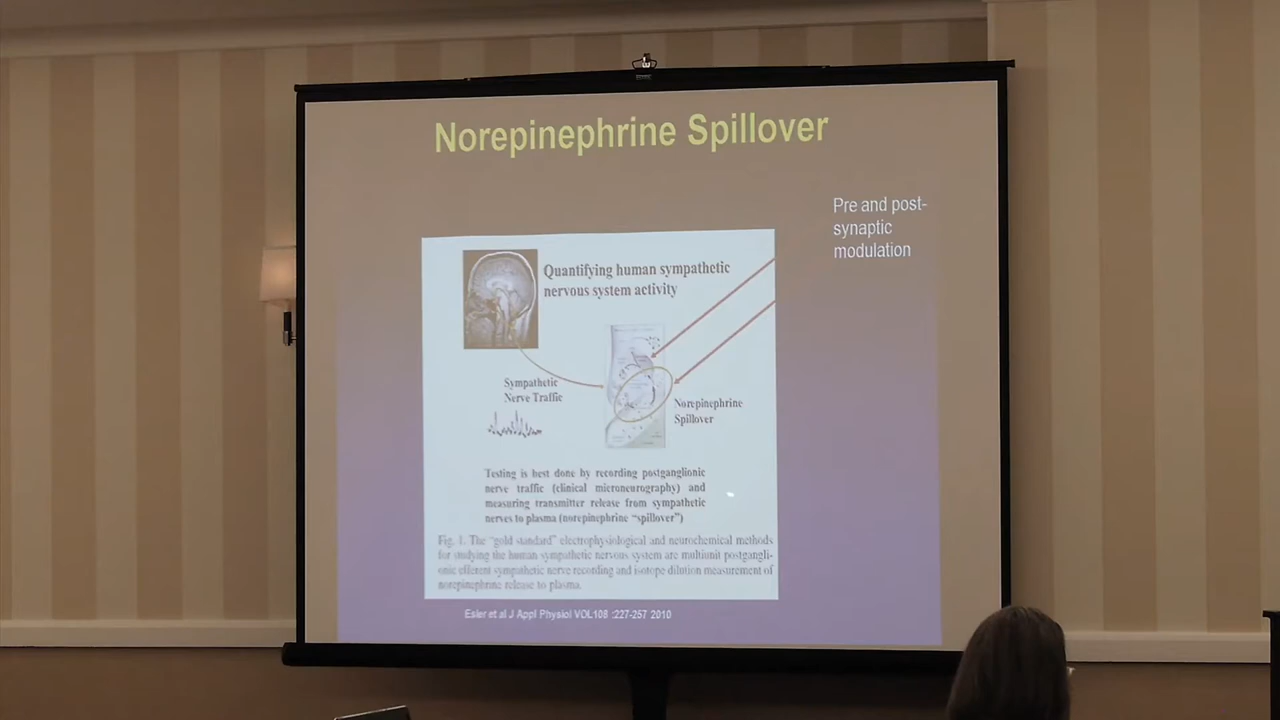 Norepinephrine Spillover
Pre and post-
synaptic
modulation
Quantifying human sympathetic
nervous system activity
Sympathetic
Nerve Traffic
Norepinephrine
Spillover
Testing is best done by recording postganglionic
nerve traffic (clinical microneurography) and
measuring transmitter release from sympathetic
nerves to plasma (norepinephrine “spillover”)
Fig. 1. The “gold standard” electrophysiological and neurochemical methods
for studying the human sympathetic nervous system are multiunit postgangli-
onic efferent sympathetic nerve recording and isotope dilution measurement of
norepinephrine release to plasma.
Esler et al J Appl Physiol VOL108 :227-257 2010